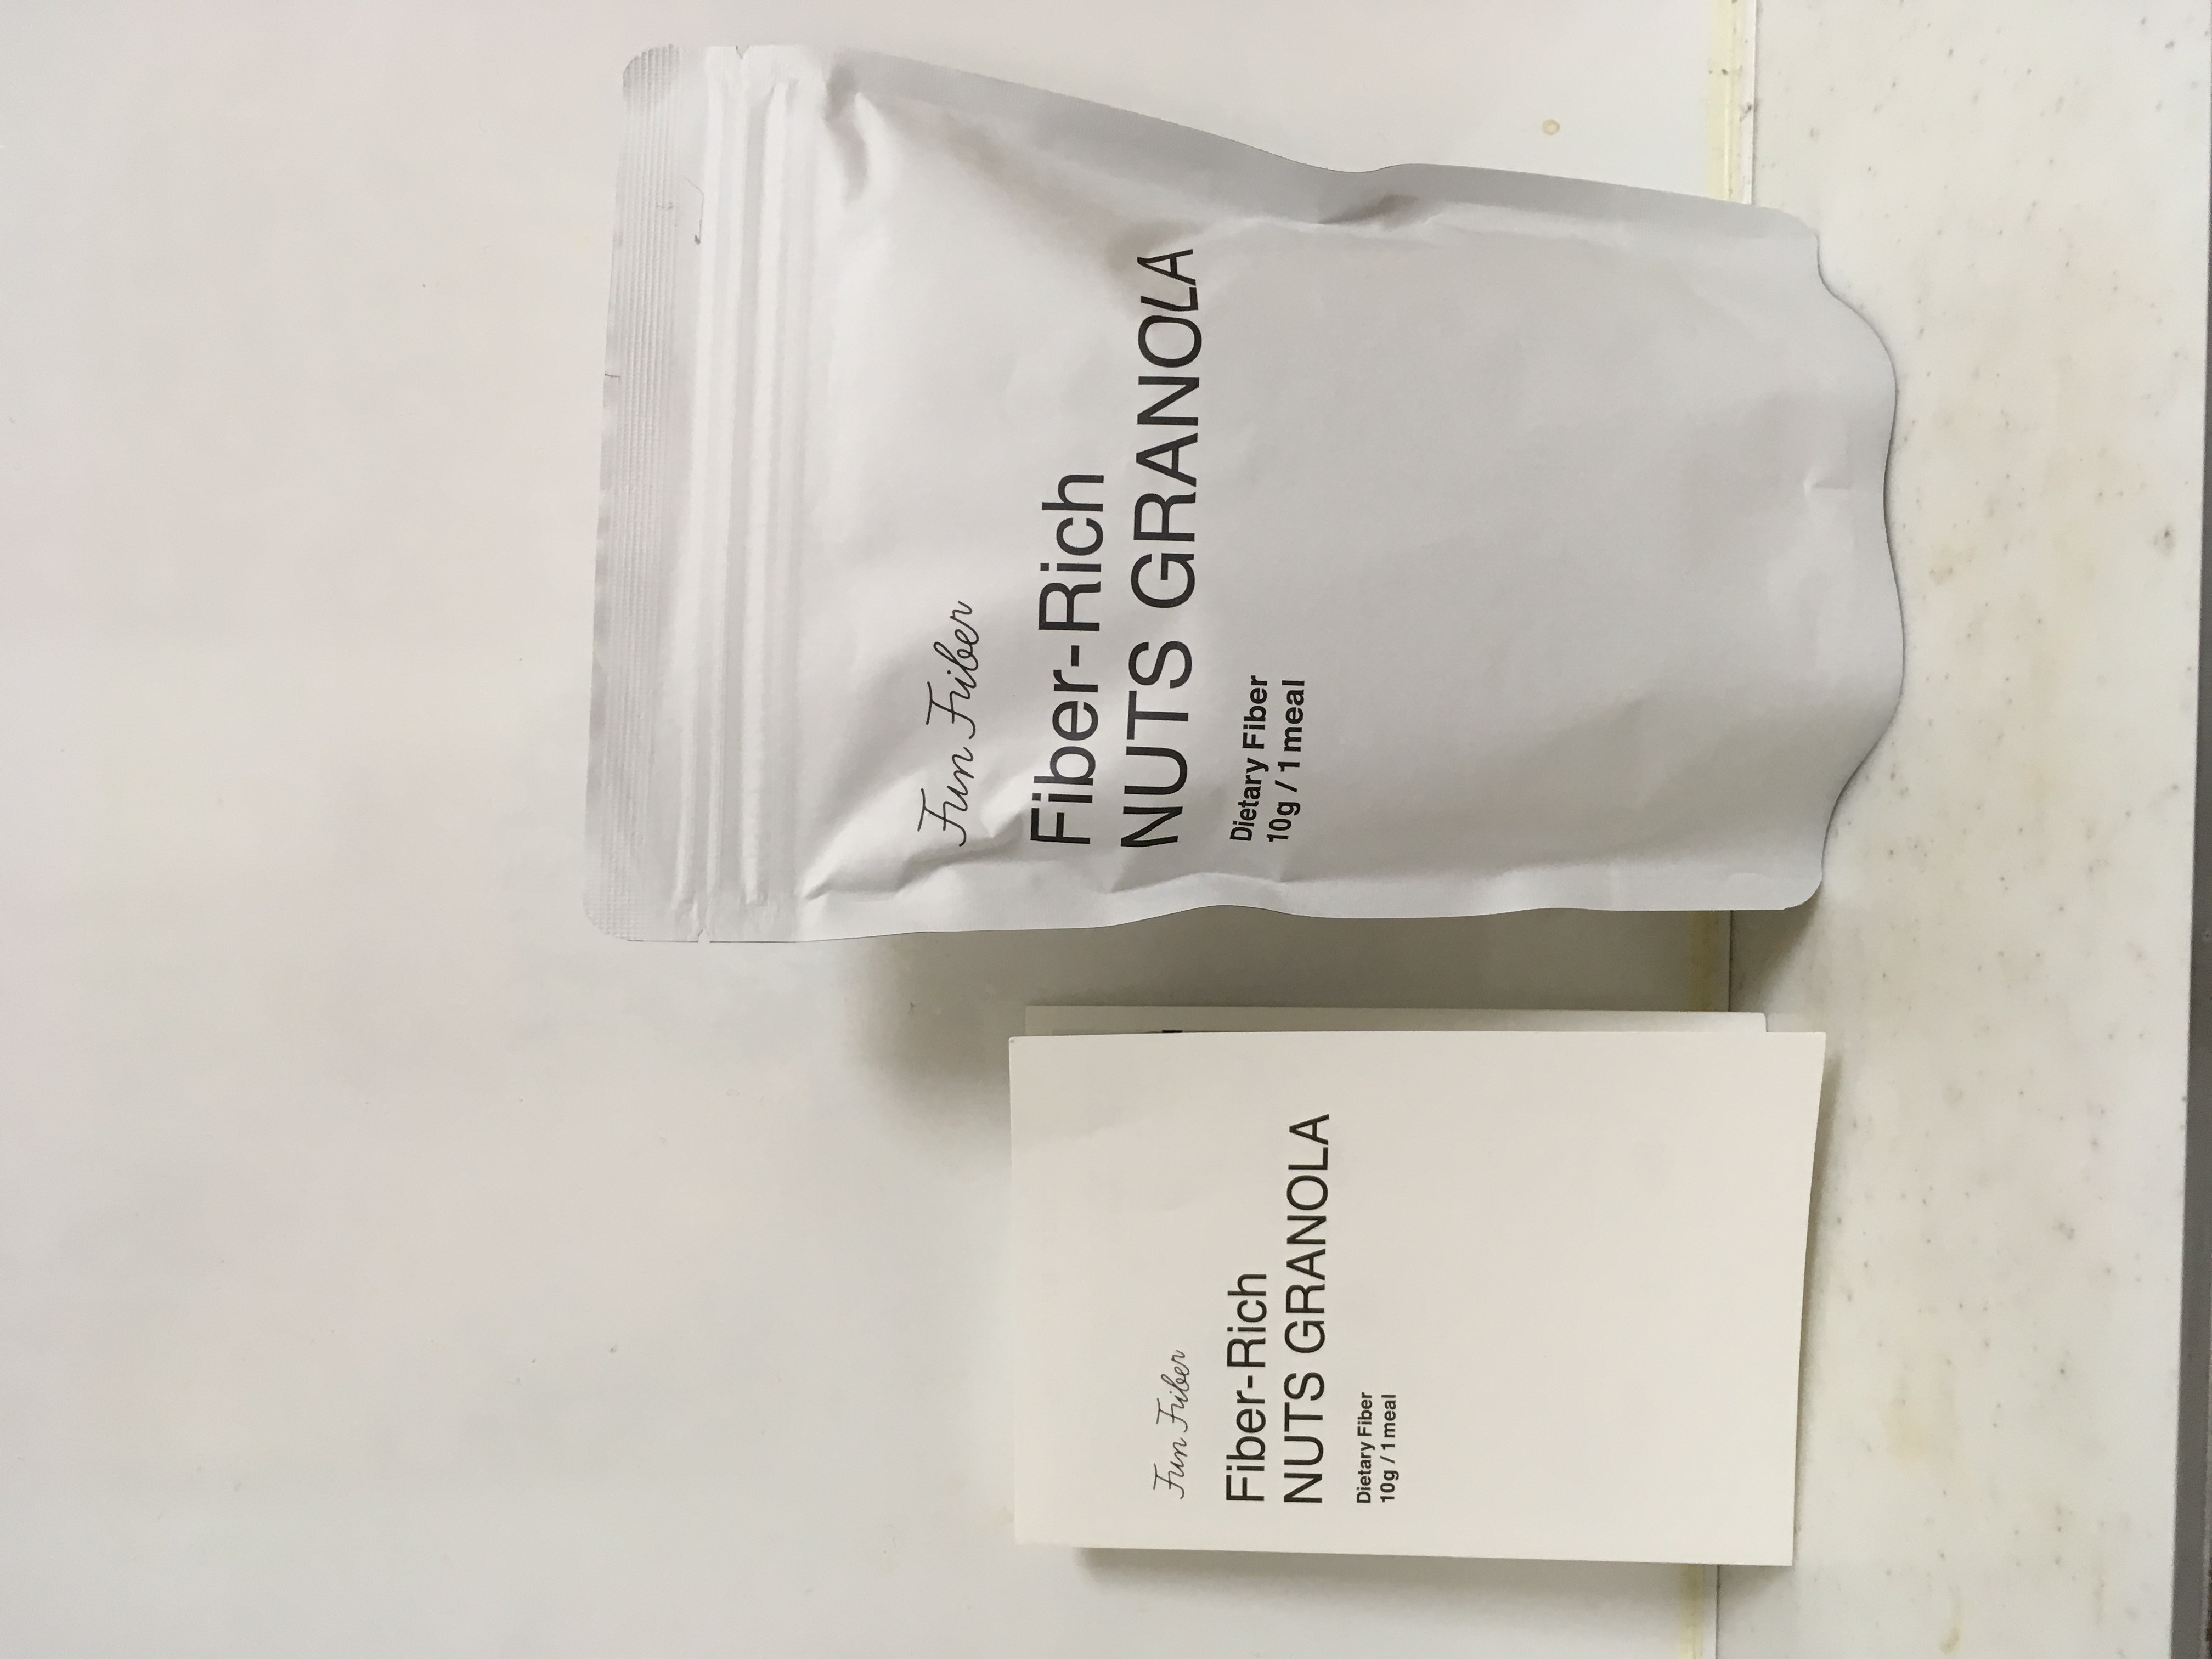 Fun Fiber
Fiber-Rich
NUTS GRANOLA
Dietary Fiber
10g / 1 meal
Fun Fiber
Fiber-Rich
NUTS GRANOLA
Dietary Fiber
10g / 1 meal